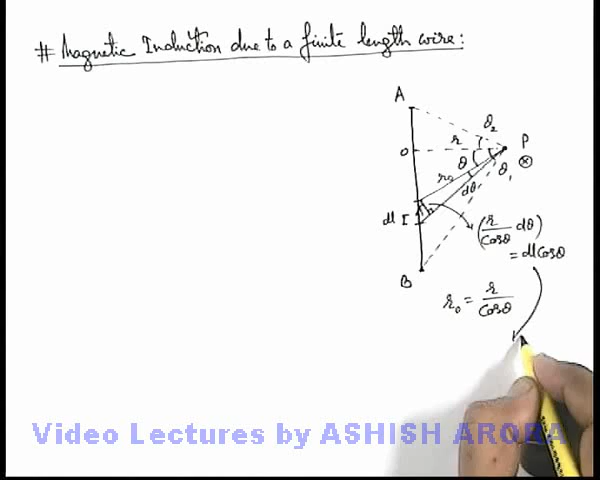 # Magnetic Induction due to a finite length wire:
A
θ₂
r
P
O
θ
⊗
r₀
θ₁
dθ
dl I
(r/cosθ dθ)
= dl cosθ
B
r₀ = r/cosθ
Video Lectures by ASHISH ARORA